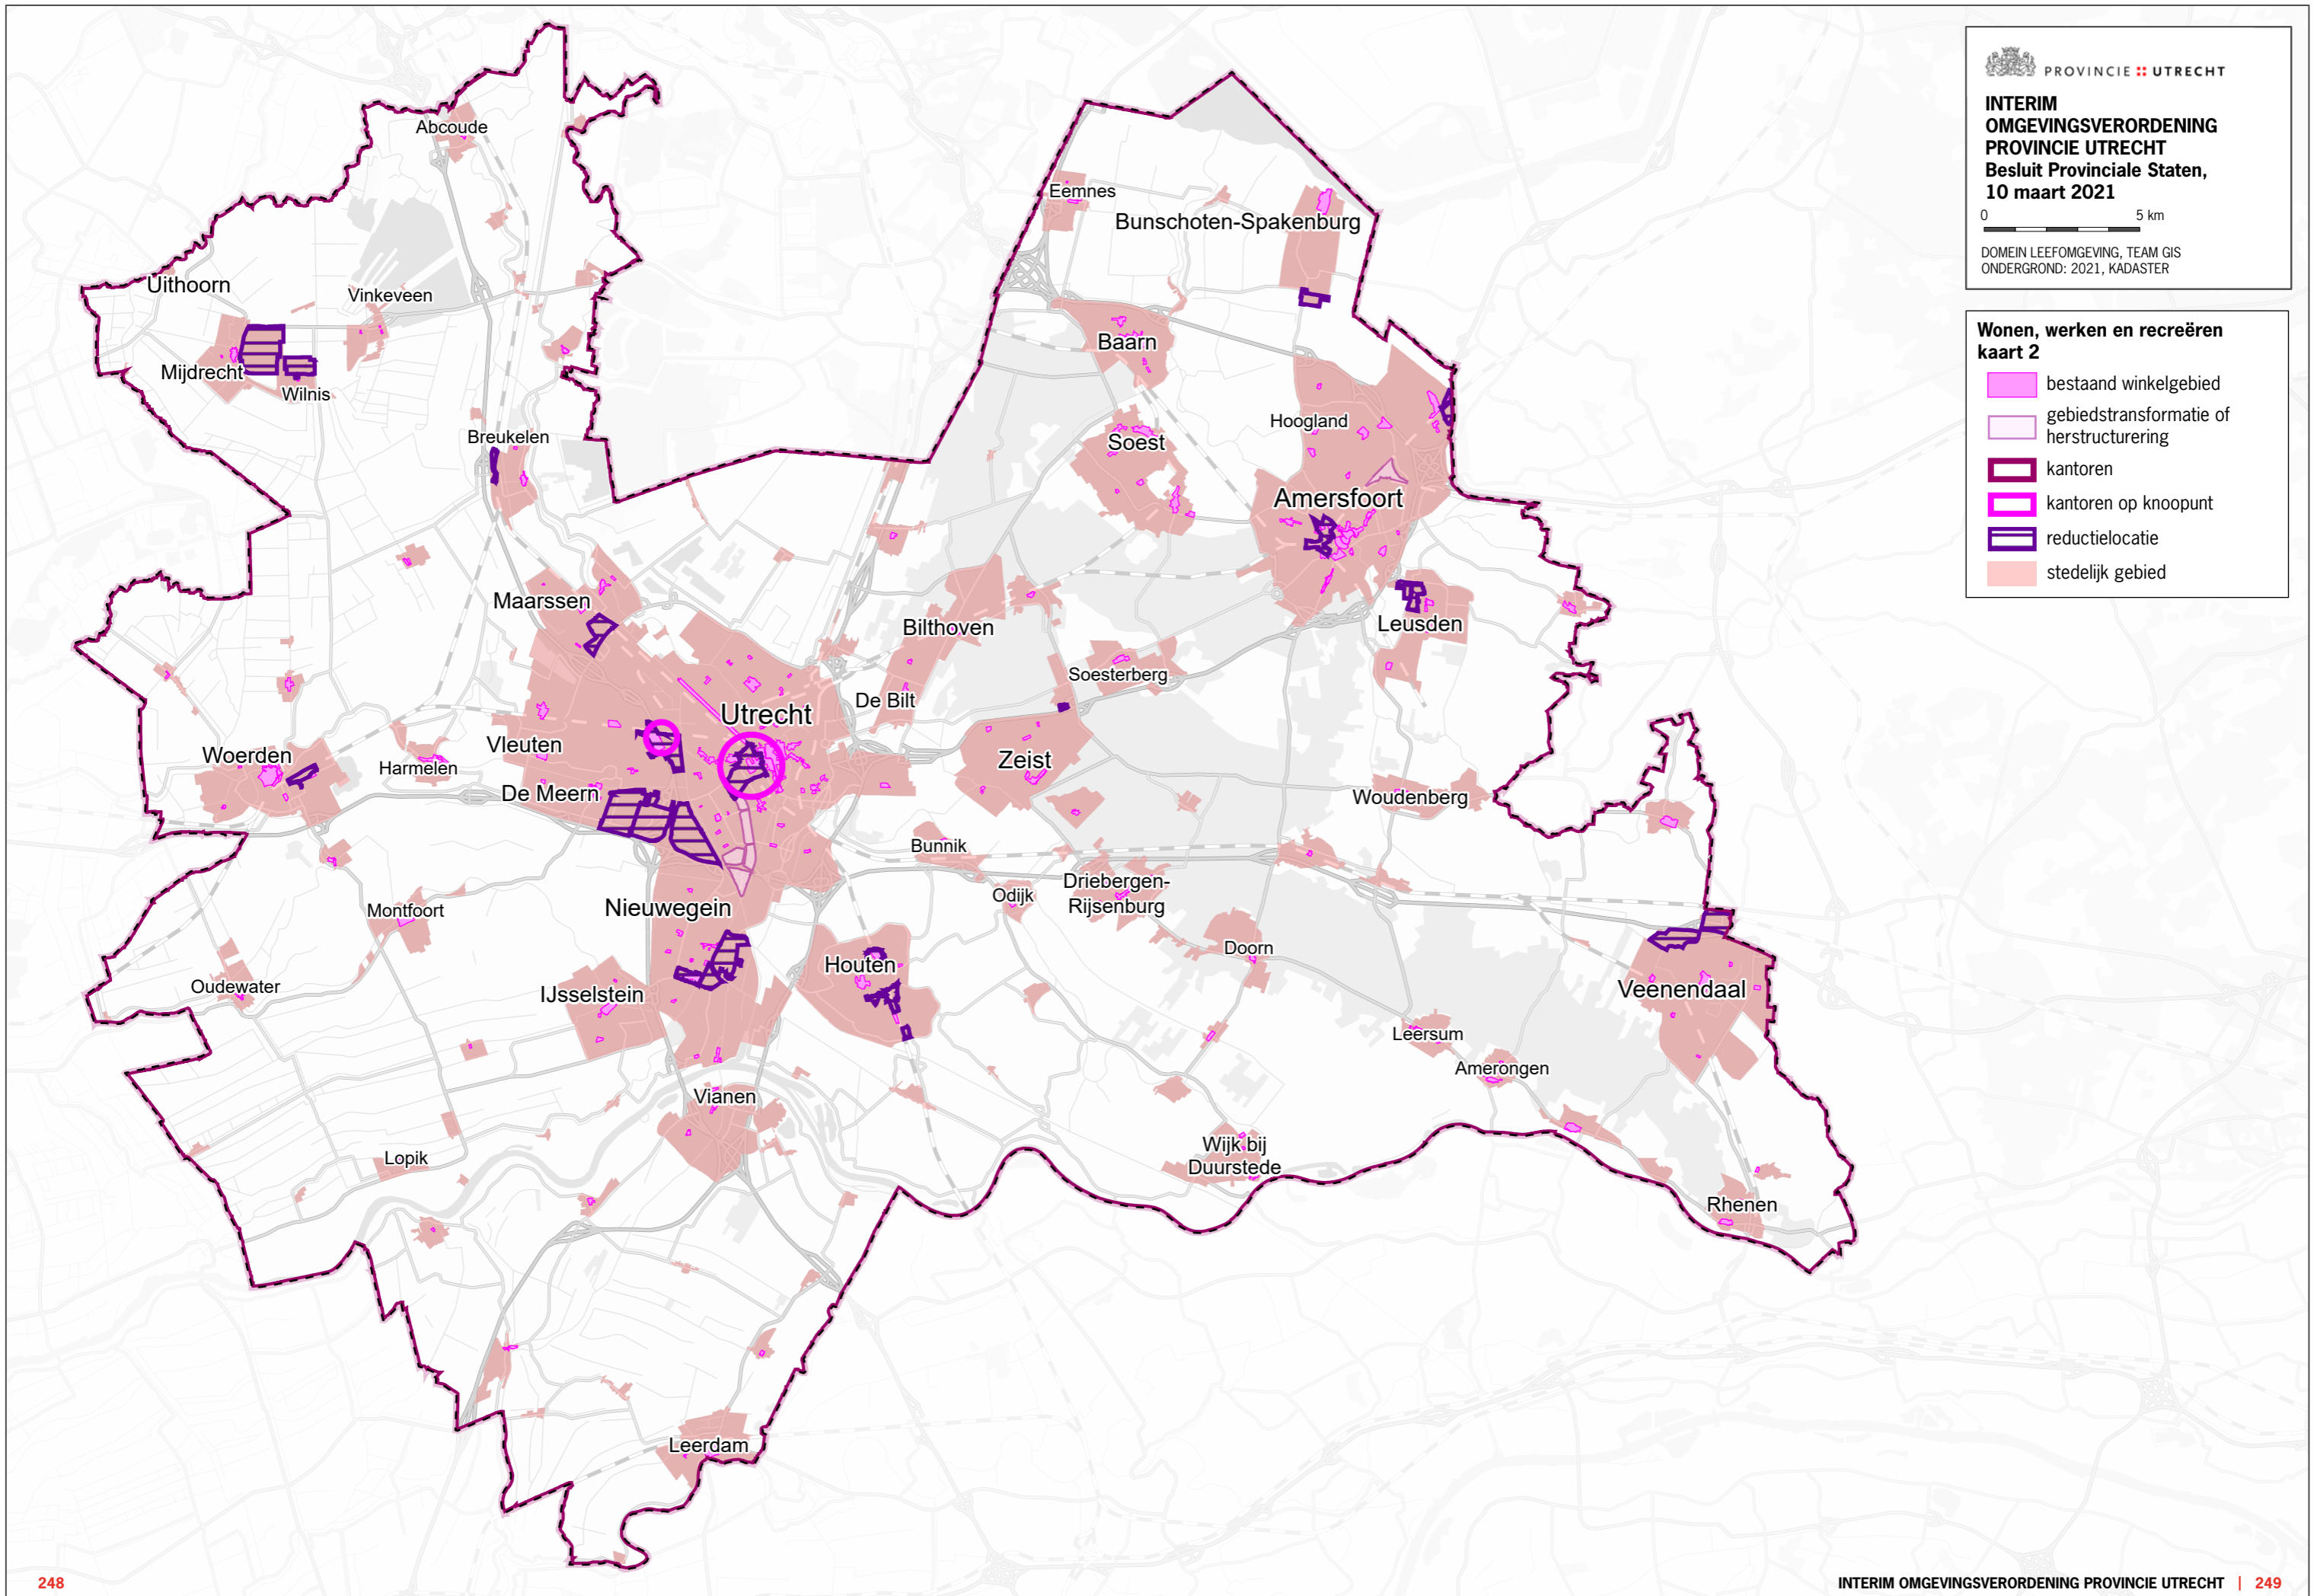 PROVINCIE :: UTRECHT
INTERIM
OMGEVINGSVERORDENING
PROVINCIE UTRECHT
Besluit Provinciale Staten,
10 maart 2021
0 5 km
DOMEIN LEEFOMGEVING, TEAM GIS
ONDERGROND: 2021, KADASTER
Wonen, werken en recreëren
kaart 2
bestaand winkelgebied
gebiedstransformatie of
herstructurering
kantoren
kantoren op knoopunt
reductielocatie
stedelijk gebied
Abcoude
Eemnes
Bunschoten-Spakenburg
Uithoorn
Vinkeveen
Baarn
Mijdrecht
Wilnis
Hoogland
Breukelen
Soest
Amersfoort
Maarssen
Bilthoven
Leusden
Soesterberg
De Bilt
Utrecht
Vleuten
Woerden
Harmelen
Zeist
De Meern
Woudenberg
Bunnik
Driebergen-
Rijsenburg
Odijk
Nieuwegein
Montfoort
Doorn
Houten
Oudewater
IJsselstein
Veenendaal
Leersum
Amerongen
Vianen
Wijk bij
Duurstede
Lopik
Rhenen
Leerdam
248
INTERIM OMGEVINGSVERORDENING PROVINCIE UTRECHT | 249